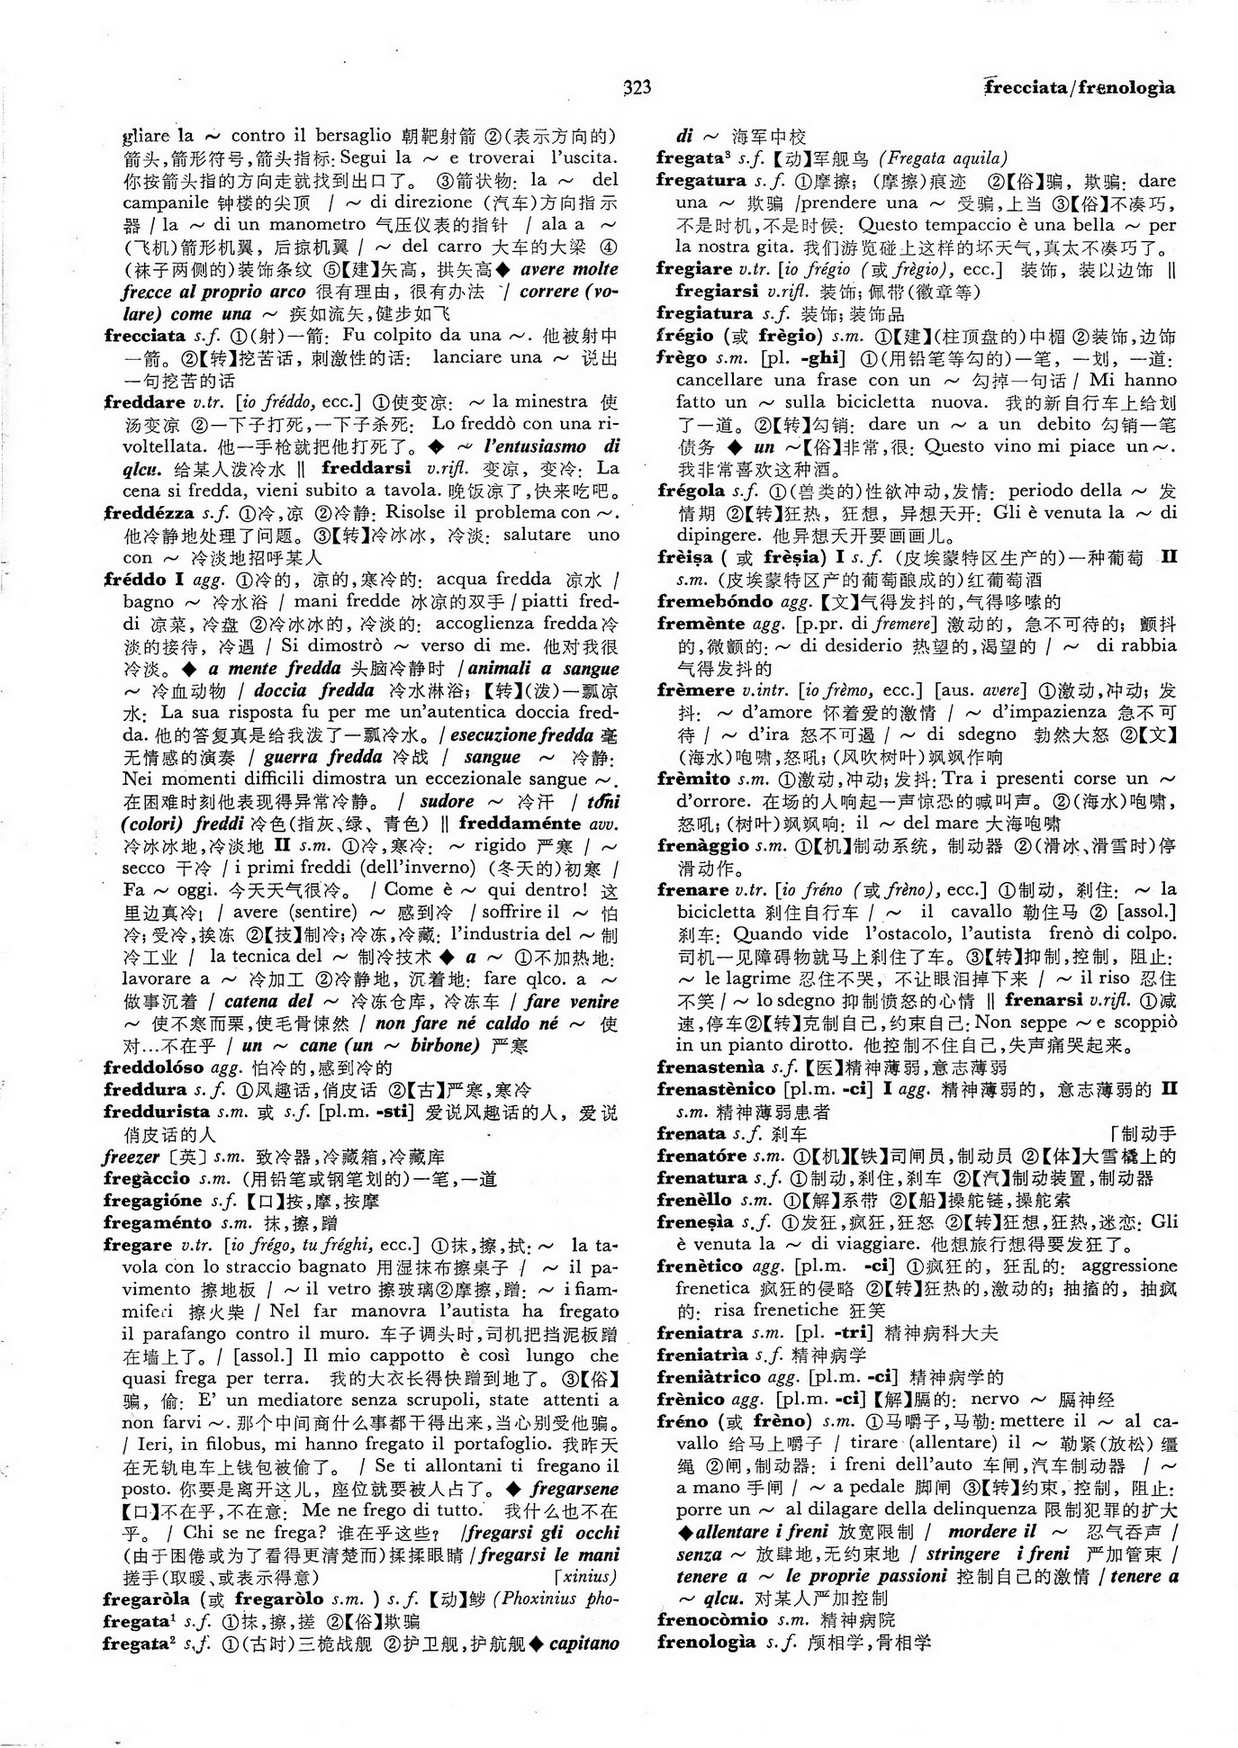 323
frecciata/frenologìa
gliare la ~ contro il bersaglio 朝靶射箭 ②(表示方向的)
箭头,箭形符号,箭头指标: Segui la ~ e troverai l'uscita.
你按箭头指的方向走就找到出口了。 ③箭状物: la ~ del
campanile 钟楼的尖顶 / ~ di direzione (汽车)方向指示
器 / la ~ di un manometro 气压仪表的指针 / ala a ~
(飞机)箭形机翼, 后掠机翼 / ~ del carro 大车的大梁 ④
(袜子两侧的)装饰条纹 ⑤【建】矢高, 拱矢高◆ avere molte
frecce al proprio arco 很有理由, 很有办法 / correre (vo-
lare) come una ~ 疾如流矢,健步如飞
frecciata s.f. ①(射)一箭: Fu colpito da una ~. 他被射中
一箭。②【转】挖苦话, 刺激性的话: lanciare una ~ 说出
一句挖苦的话
freddare v.tr. [io fréddo, ecc.] ①使变凉: ~ la minestra 使
汤变凉 ②一下子打死,一下子杀死: Lo freddò con una ri-
voltellata. 他一手枪就把他打死了。◆ ~ l'entusiasmo di
qlcu. 给某人泼冷水 ‖ freddarsi v.rifl. 变凉, 变冷: La
cena si fredda, vieni subito a tavola. 晚饭凉了,快来吃吧。
freddézza s.f. ①冷,凉 ②冷静: Risolse il problema con ~.
他冷静地处理了问题。③【转】冷冰冰, 冷淡: salutare uno
con ~ 冷淡地招呼某人
fréddo I agg. ①冷的, 凉的,寒冷的: acqua fredda 凉水 /
bagno ~ 冷水浴 / mani fredde 冰凉的双手 / piatti fred-
di 凉菜, 冷盘 ②冷冰冰的, 冷淡的: accoglienza fredda 冷
淡的接待, 冷遇 / Si dimostrò ~ verso di me. 他对我很
冷淡。◆ a mente fredda 头脑冷静时 / animali a sangue
~ 冷血动物 / doccia fredda 冷水淋浴; 【转】(泼)一瓢凉
水: La sua risposta fu per me un'autentica doccia fred-
da. 他的答复真是给我泼了一瓢冷水。/ esecuzione fredda 毫
无情感的演奏 / guerra fredda 冷战 / sangue ~ 冷静:
Nei momenti difficili dimostra un eccezionale sangue ~.
在困难时刻他表现得异常冷静。 / sudore ~ 冷汗 / tóni
(colori) freddi 冷色(指灰、绿、青色) ‖ freddaménte avv.
冷冰冰地,冷淡地 II s.m. ①冷,寒冷: ~ rigido 严寒 / ~
secco 干冷 / i primi freddi (dell'inverno) (冬天的)初寒 /
Fa ~ oggi. 今天天气很冷。 / Come è ~ qui dentro! 这
里边真冷! / avere (sentire) ~ 感到冷 / soffrire il ~ 怕
冷;受冷,挨冻 ②【技】制冷;冷冻,冷藏: l'industria del ~ 制
冷工业 / la tecnica del ~ 制冷技术 ◆ a ~ ①不加热地:
lavorare a ~ 冷加工 ②冷静地, 沉着地: fare qlco. a ~
做事沉着 / catena del ~ 冷冻仓库, 冷冻车 / fare venire
~ 使不寒而栗,使毛骨悚然 / non fare né caldo né ~ 使
对…不在乎 / un ~ cane (un ~ birbone) 严寒
freddolóso agg. 怕冷的,感到冷的
freddura s.f. ①风趣话,俏皮话 ②【古】严寒,寒冷
freddurista s.m. 或 s.f. [pl.m. -sti] 爱说风趣话的人, 爱说
俏皮话的人
freezer [英] s.m. 致冷器,冷藏箱,冷藏库
fregàccio s.m. (用铅笔或钢笔划的)一笔,一道
fregagióne s.f. 【口】按,摩,按摩
fregaménto s.m. 抹,擦,蹭
fregare v.tr. [io frégo, tu fréghi, ecc.] ①抹,擦,拭: ~ la ta-
vola con lo straccio bagnato 用湿抹布擦桌子 / ~ il pa-
vimento 擦地板 / ~ il vetro 擦玻璃②摩擦,蹭: ~ i fiam-
miferi 擦火柴 / Nel far manovra l'autista ha fregato
il parafango contro il muro. 车子调头时,司机把挡泥板蹭
在墙上了。/ [assol.] Il mio cappotto è così lungo che
quasi frega per terra. 我的大衣长得快蹭到地了。③【俗】
骗, 偷: E' un mediatore senza scrupoli, state attenti a
non farvi ~. 那个中间商什么事都干得出来,当心别受他骗。
/ Ieri, in filobus, mi hanno fregato il portafoglio. 我昨天
在无轨电车上钱包被偷了。 / Se ti allontani ti fregano il
posto. 你要是离开这儿, 座位就要被人占了。◆ fregarsene
【口】不在乎,不在意: Me ne frego di tutto. 我什么也不在
乎。 / Chi se ne frega? 谁在乎这些? / fregarsi gli occhi
(由于困倦或为了看得更清楚而)揉揉眼睛 / fregarsi le mani
搓手(取暖、或表示得意) 「xinius)
fregaròla (或 fregaròlo s.m. ) s.f. 【动】鲹 (Phoxinius pho-
fregata¹ s.f. ①抹,擦,搓 ②【俗】欺骗
fregata² s.f. ①(古时)三桅战舰 ②护卫舰,护航舰◆ capitano
di ~ 海军中校
fregata³ s.f. 【动】军舰鸟 (Fregata aquila)
fregatura s.f. ①摩擦; (摩擦)痕迹 ②【俗】骗, 欺骗: dare
una ~ 欺骗 /prendere una ~ 受骗,上当 ③【俗】不凑巧,
不是时机,不是时候: Questo tempaccio è una bella ~ per
la nostra gita. 我们游览碰上这样的坏天气,真太不凑巧了。
fregiare v.tr. [io frégio (或 frègio), ecc.] 装饰, 装以边饰 ‖
fregiarsi v.rifl. 装饰;佩带(徽章等)
fregiatura s.f. 装饰;装饰品
frégio (或 frègio) s.m. ①【建】(柱顶盘的)中楣 ②装饰,边饰
frègo s.m. [pl. -ghi] ①(用铅笔等勾的)一笔, 一划, 一道:
cancellare una frase con un ~ 勾掉一句话 / Mi hanno
fatto un ~ sulla bicicletta nuova. 我的新自行车上给划
了一道。②【转】勾销: dare un ~ a un debito 勾销一笔
债务 ◆ un ~【俗】非常,很: Questo vino mi piace un ~.
我非常喜欢这种酒。
frégola s.f. ①(兽类的)性欲冲动,发情: periodo della ~ 发
情期 ②【转】狂热, 狂想, 异想天开: Gli è venuta la ~ di
dipingere. 他异想天开要画画儿。
frèiṣa ( 或 frèṣia) I s.f. (皮埃蒙特区生产的)一种葡萄 II
s.m. (皮埃蒙特区产的葡萄酿成的)红葡萄酒
fremebóndo agg. 【文】气得发抖的,气得哆嗦的
fremènte agg. [p.pr. di fremere] 激动的, 急不可待的; 颤抖
的,微颤的: ~ di desiderio 热望的,渴望的 / ~ di rabbia
气得发抖的
frèmere v.intr. [io frèmo, ecc.] [aus. avere] ①激动,冲动; 发
抖: ~ d'amore 怀着爱的激情 / ~ d'impazienza 急不可
待 / ~ d'ira 怒不可遏 / ~ di sdegno 勃然大怒 ②【文】
(海水)咆哮,怒吼; (风吹树叶)飒飒作响
frèmito s.m. ①激动,冲动; 发抖: Tra i presenti corse un ~
d'orrore. 在场的人响起一声惊恐的喊叫声。②(海水)咆哮,
怒吼; (树叶)飒飒响: il ~ del mare 大海咆哮
frenàggio s.m. ①【机】制动系统, 制动器 ②(滑冰、滑雪时)停
滑动作。
frenare v.tr. [io fréno (或 frèno), ecc.] ①制动, 刹住: ~ la
bicicletta 刹住自行车 / ~ il cavallo 勒住马 ② [assol.]
刹车: Quando vide l'ostacolo, l'autista frenò di colpo.
司机一见障碍物就马上刹住了车。③【转】抑制,控制, 阻止:
~ le lagrime 忍住不哭, 不让眼泪掉下来 / ~ il riso 忍住
不笑 / ~ lo sdegno 抑制愤怒的心情 ‖ frenarsi v.rifl. ①减
速,停车②【转】克制自己,约束自己: Non seppe ~ e scoppiò
in un pianto dirotto. 他控制不住自己,失声痛哭起来。
frenastenìa s.f. 【医】精神薄弱,意志薄弱
frenastènico [pl.m. -ci] I agg. 精神薄弱的, 意志薄弱的 II
s.m. 精神薄弱患者
frenata s.f. 刹车 「制动手
frenatóre s.m. ①【机】【铁】司闸员,制动员 ②【体】大雪橇上的
frenatura s.f. ①制动,刹住,刹车 ②【汽】制动装置,制动器
frenèllo s.m. ①【解】系带 ②【船】操舵链,操舵索
freneṣìa s.f. ①发狂,疯狂,狂怒 ②【转】狂想,狂热,迷恋: Gli
è venuta la ~ di viaggiare. 他想旅行想得要发狂了。
frenètico agg. [pl.m. -ci] ①疯狂的, 狂乱的: aggressione
frenetica 疯狂的侵略 ②【转】狂热的,激动的; 抽搐的, 抽疯
的: risa frenetiche 狂笑
freniatra s.m. [pl. -tri] 精神病科大夫
freniatrìa s.f. 精神病学
freniàtrico agg. [pl.m. -ci] 精神病学的
frènico agg. [pl.m. -ci] 【解】膈的: nervo ~ 膈神经
fréno (或 frèno) s.m. ①马嚼子,马勒: mettere il ~ al ca-
vallo 给马上嚼子 / tirare (allentare) il ~ 勒紧(放松) 缰
绳 ②闸,制动器: i freni dell'auto 车闸,汽车制动器 / ~
a mano 手闸 / ~ a pedale 脚闸 ③【转】约束, 控制, 阻止:
porre un ~ al dilagare della delinquenza 限制犯罪的扩大
◆allentare i freni 放宽限制 / mordere il ~ 忍气吞声 /
senza ~ 放肆地,无约束地 / stringere i freni 严加管束 /
tenere a ~ le proprie passioni 控制自己的激情 / tenere a
~ qlcu. 对某人严加控制
frenocòmio s.m. 精神病院
frenologìa s.f. 颅相学,骨相学